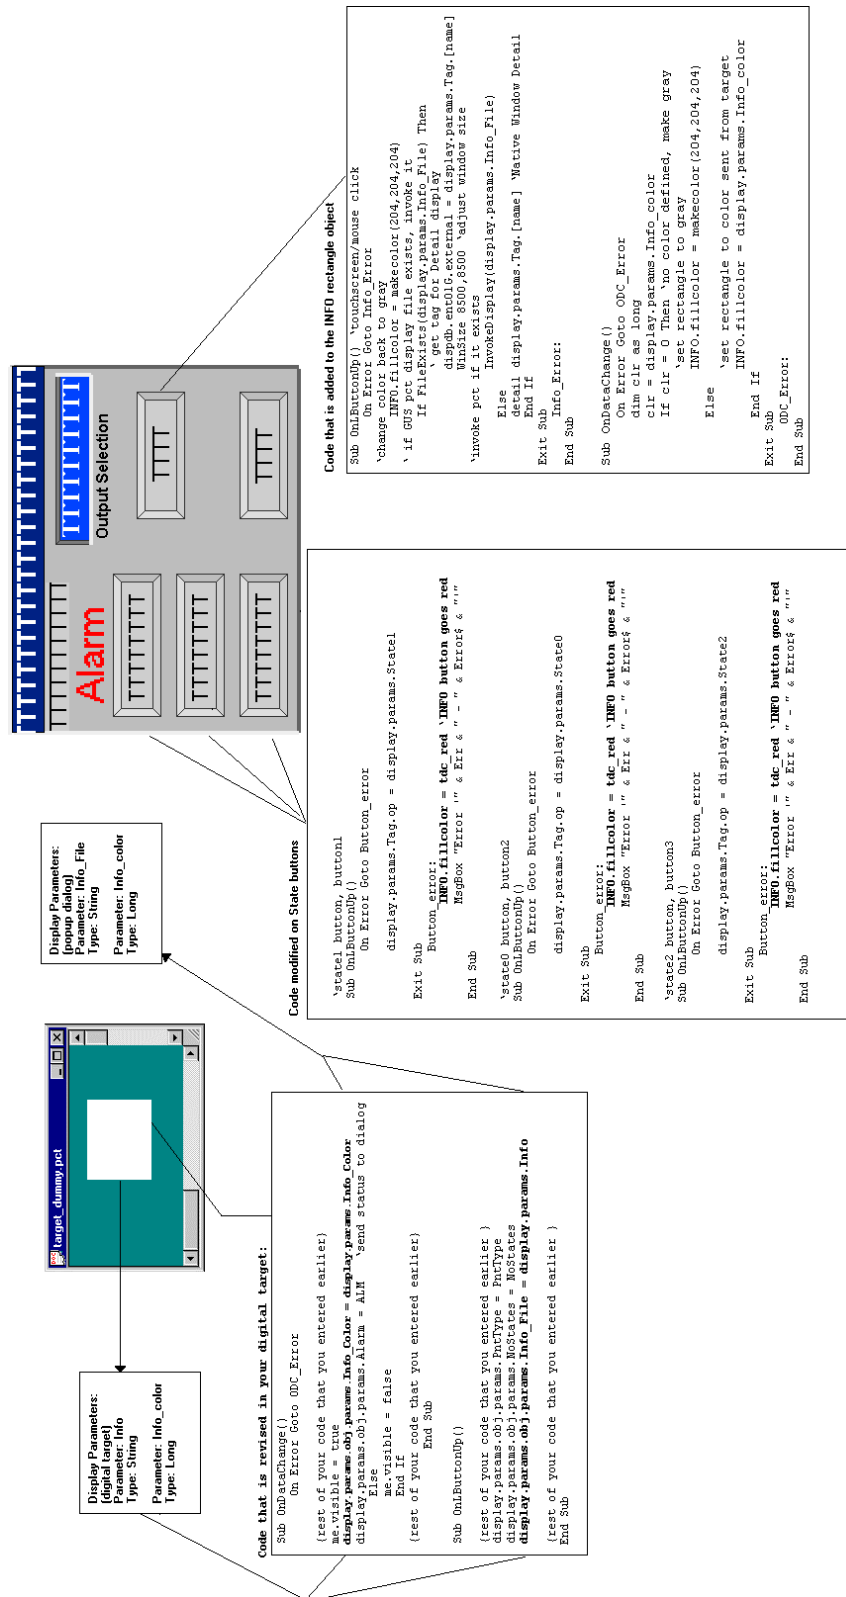 Display Parameters:
(digital target)
Parameter: Info
Type: String
Parameter: Info_color
Type: Long
target_dummy.pct
Display Parameters:
(popup dialog)
Parameter: Info_File
Type: String
Parameter: Info_color
Type: Long
TTTTTTTTTT
Alarm
TTTTTTTTTTT
Output Selection
TTTTTTTT
TTTTTTTT
TTTTTTTT
TTTT
TTTT
Code that is revised in your digital target:
Sub OnDataChange()
On Error Goto ODC_Error
{rest of your code that you entered earlier}
me.visible = true
display.params.obj.params.Info_Color = display.params.Info_Color
display.params.obj.params.Alarm = ALM   `send status to dialog
Else
me.visible = false
End If
{rest of your code that you entered earlier}
End Sub
Sub OnLButtonUp()
{rest of your code that you entered earlier }
display.params.obj.params.PntType = PntType
display.params.obj.params.NoStates = NoStates
display.params.obj.params.Info_File = display.params.Info
{rest of your code that you entered earlier }
End Sub
Code modified on State buttons
`state1 button, button1
Sub OnLButtonUp()
On Error Goto Button_error
display.params.Tag.op = display.params.State1
Exit Sub
Button_error:
INFO.fillcolor = tdc_red `INFO button goes red
MsgBox "Error '" & Err & " - " & Error$ & "'"
End Sub
`state0 button, button2
Sub OnLButtonUp()
On Error Goto Button_error
display.params.Tag.op = display.params.State0
Exit Sub
Button_error:
INFO.fillcolor = tdc_red `INFO button goes red
MsgBox "Error '" & Err & " - " & Error$ & "'"
End Sub
`state2 button, button3
Sub OnLButtonUp()
On Error Goto Button_error
display.params.Tag.op = display.params.State2
Exit Sub
Button_error:
INFO.fillcolor = tdc_red `INFO button goes red
MsgBox "Error '" & Err & " - " & Error$ & "'"
End Sub
Code that is added to the INFO rectangle object
Sub OnLButtonUp() `touchscreen/mouse click
On Error Goto Info_Error
`change color back to gray
INFO.fillcolor = makecolor(204,204,204)
` if GUS pct display file exists, invoke it
If FileExists(display.params.Info_File) Then
` get tag for Detail display
dispdb.ent01G.external = display.params.Tag.[name]
WinSize 8500,8500 `adjust window size
`invoke pct if it exists
InvokeDisplay(display.params.Info_File)
Else
detail display.params.Tag.[name] `Native Window Detail
End If
Info_Error:
Exit Sub
End Sub
Sub OnDataChange()
On Error Goto ODC_Error
dim clr as long
clr = display.params.Info_color
If clr = 0 Then `no color defined, make gray
`set rectangle to gray
INFO.fillcolor = makecolor(204,204,204)
Else
`set rectangle to color sent from target
INFO.fillcolor = display.params.Info_color
End If
Exit Sub
ODC_Error:
End Sub